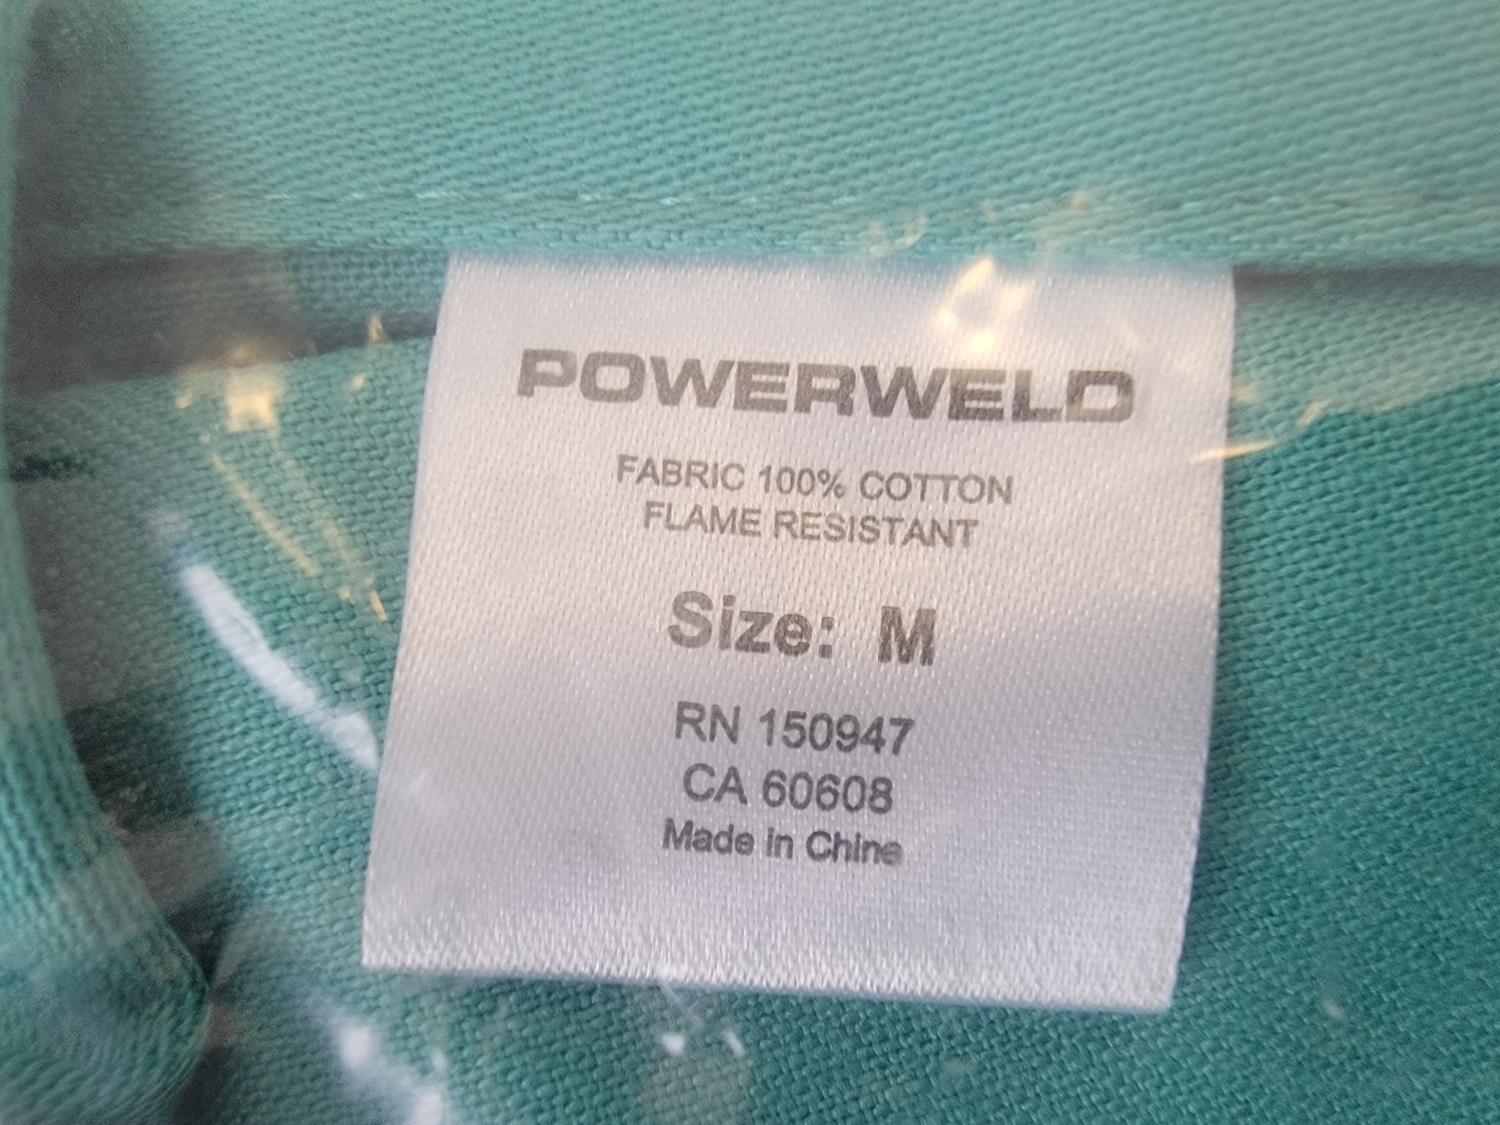 POWERWELD
FABRIC 100% COTTON
FLAME RESISTANT
Size: M
RN 150947
CA 60608
Made in China